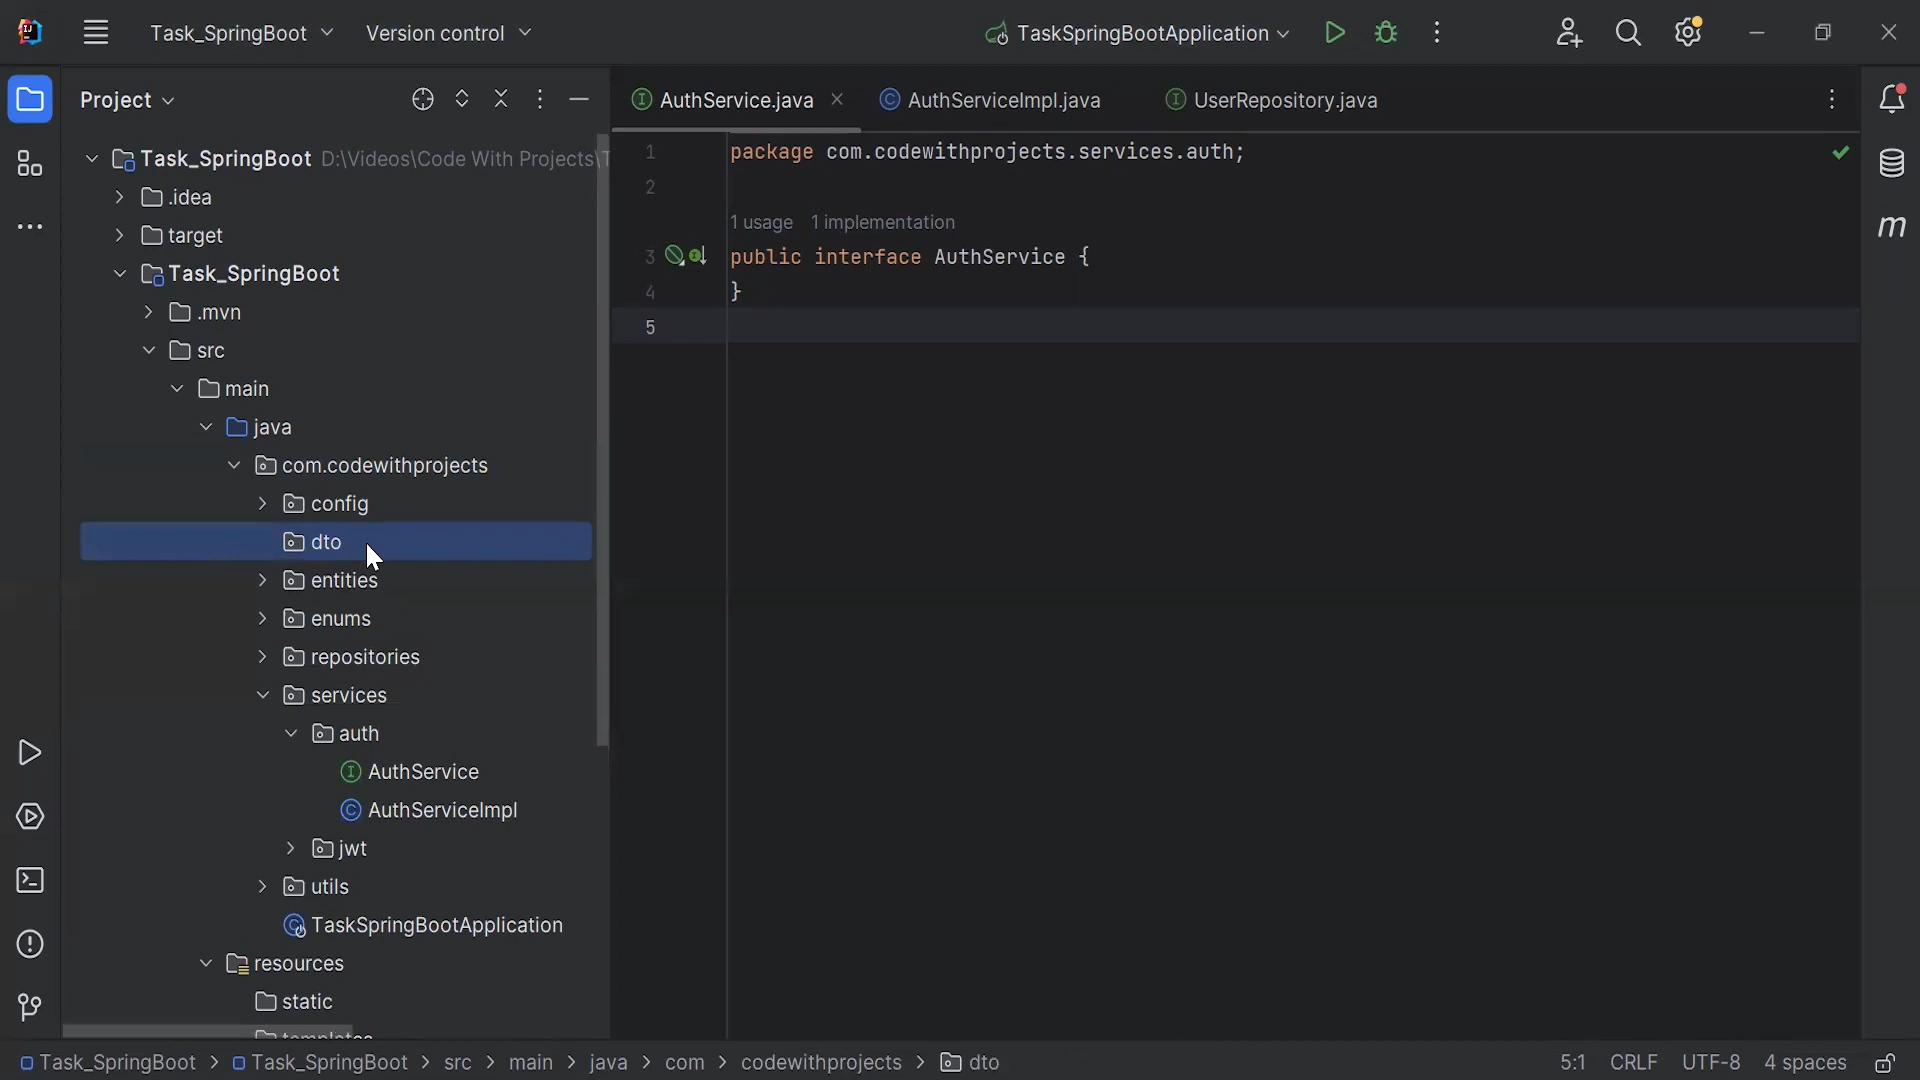 Task_SpringBoot
Version control
TaskSpringBootApplication
Project
AuthService.java
AuthServiceImpl.java
UserRepository.java
Task_SpringBoot D:\Videos\Code With Projects\T
.idea
target
Task_SpringBoot
.mvn
src
main
java
com.codewithprojects
config
dto
entities
enums
repositories
services
auth
AuthService
AuthServiceImpl
jwt
utils
TaskSpringBootApplication
resources
static
templates
1 package com.codewithprojects.services.auth;
2
1 usage 1 implementation
3 public interface AuthService {
4 }
5
m
Task_SpringBoot > Task_SpringBoot > src > main > java > com > codewithprojects > dto
5:1 CRLF UTF-8 4 spaces